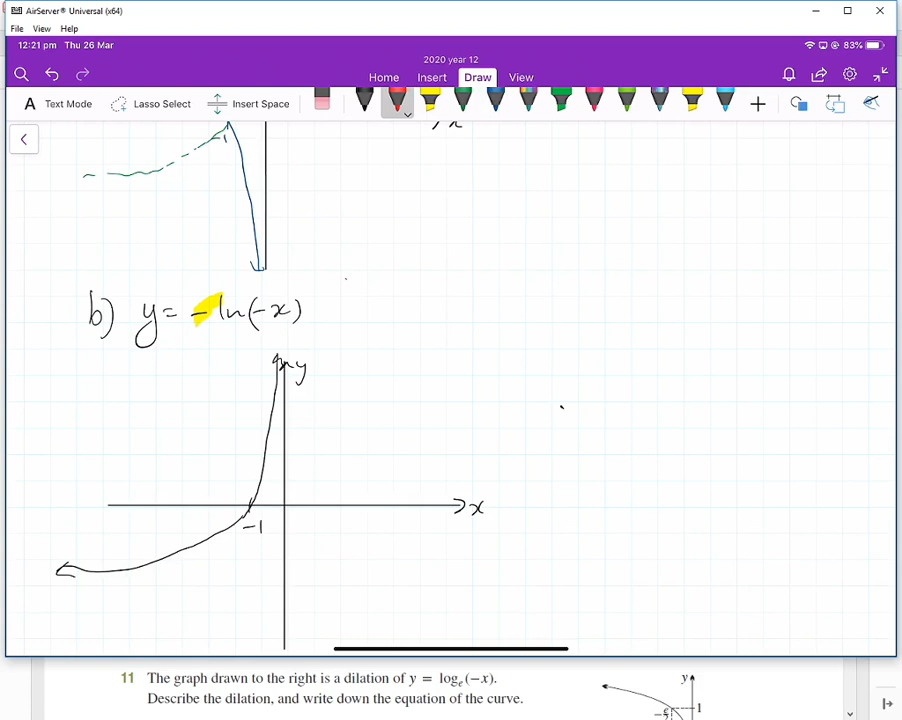 AirServer® Universal (x64)
File View Help
12:21 pm Thu 26 Mar
83%
2020 year 12
Home Insert Draw View
A Text Mode Lasso Select Insert Space
x
-1
b) y = -ln(-x)
y
x
-1
11 The graph drawn to the right is a dilation of y = logₑ(−x).
Describe the dilation, and write down the equation of the curve.
y
1